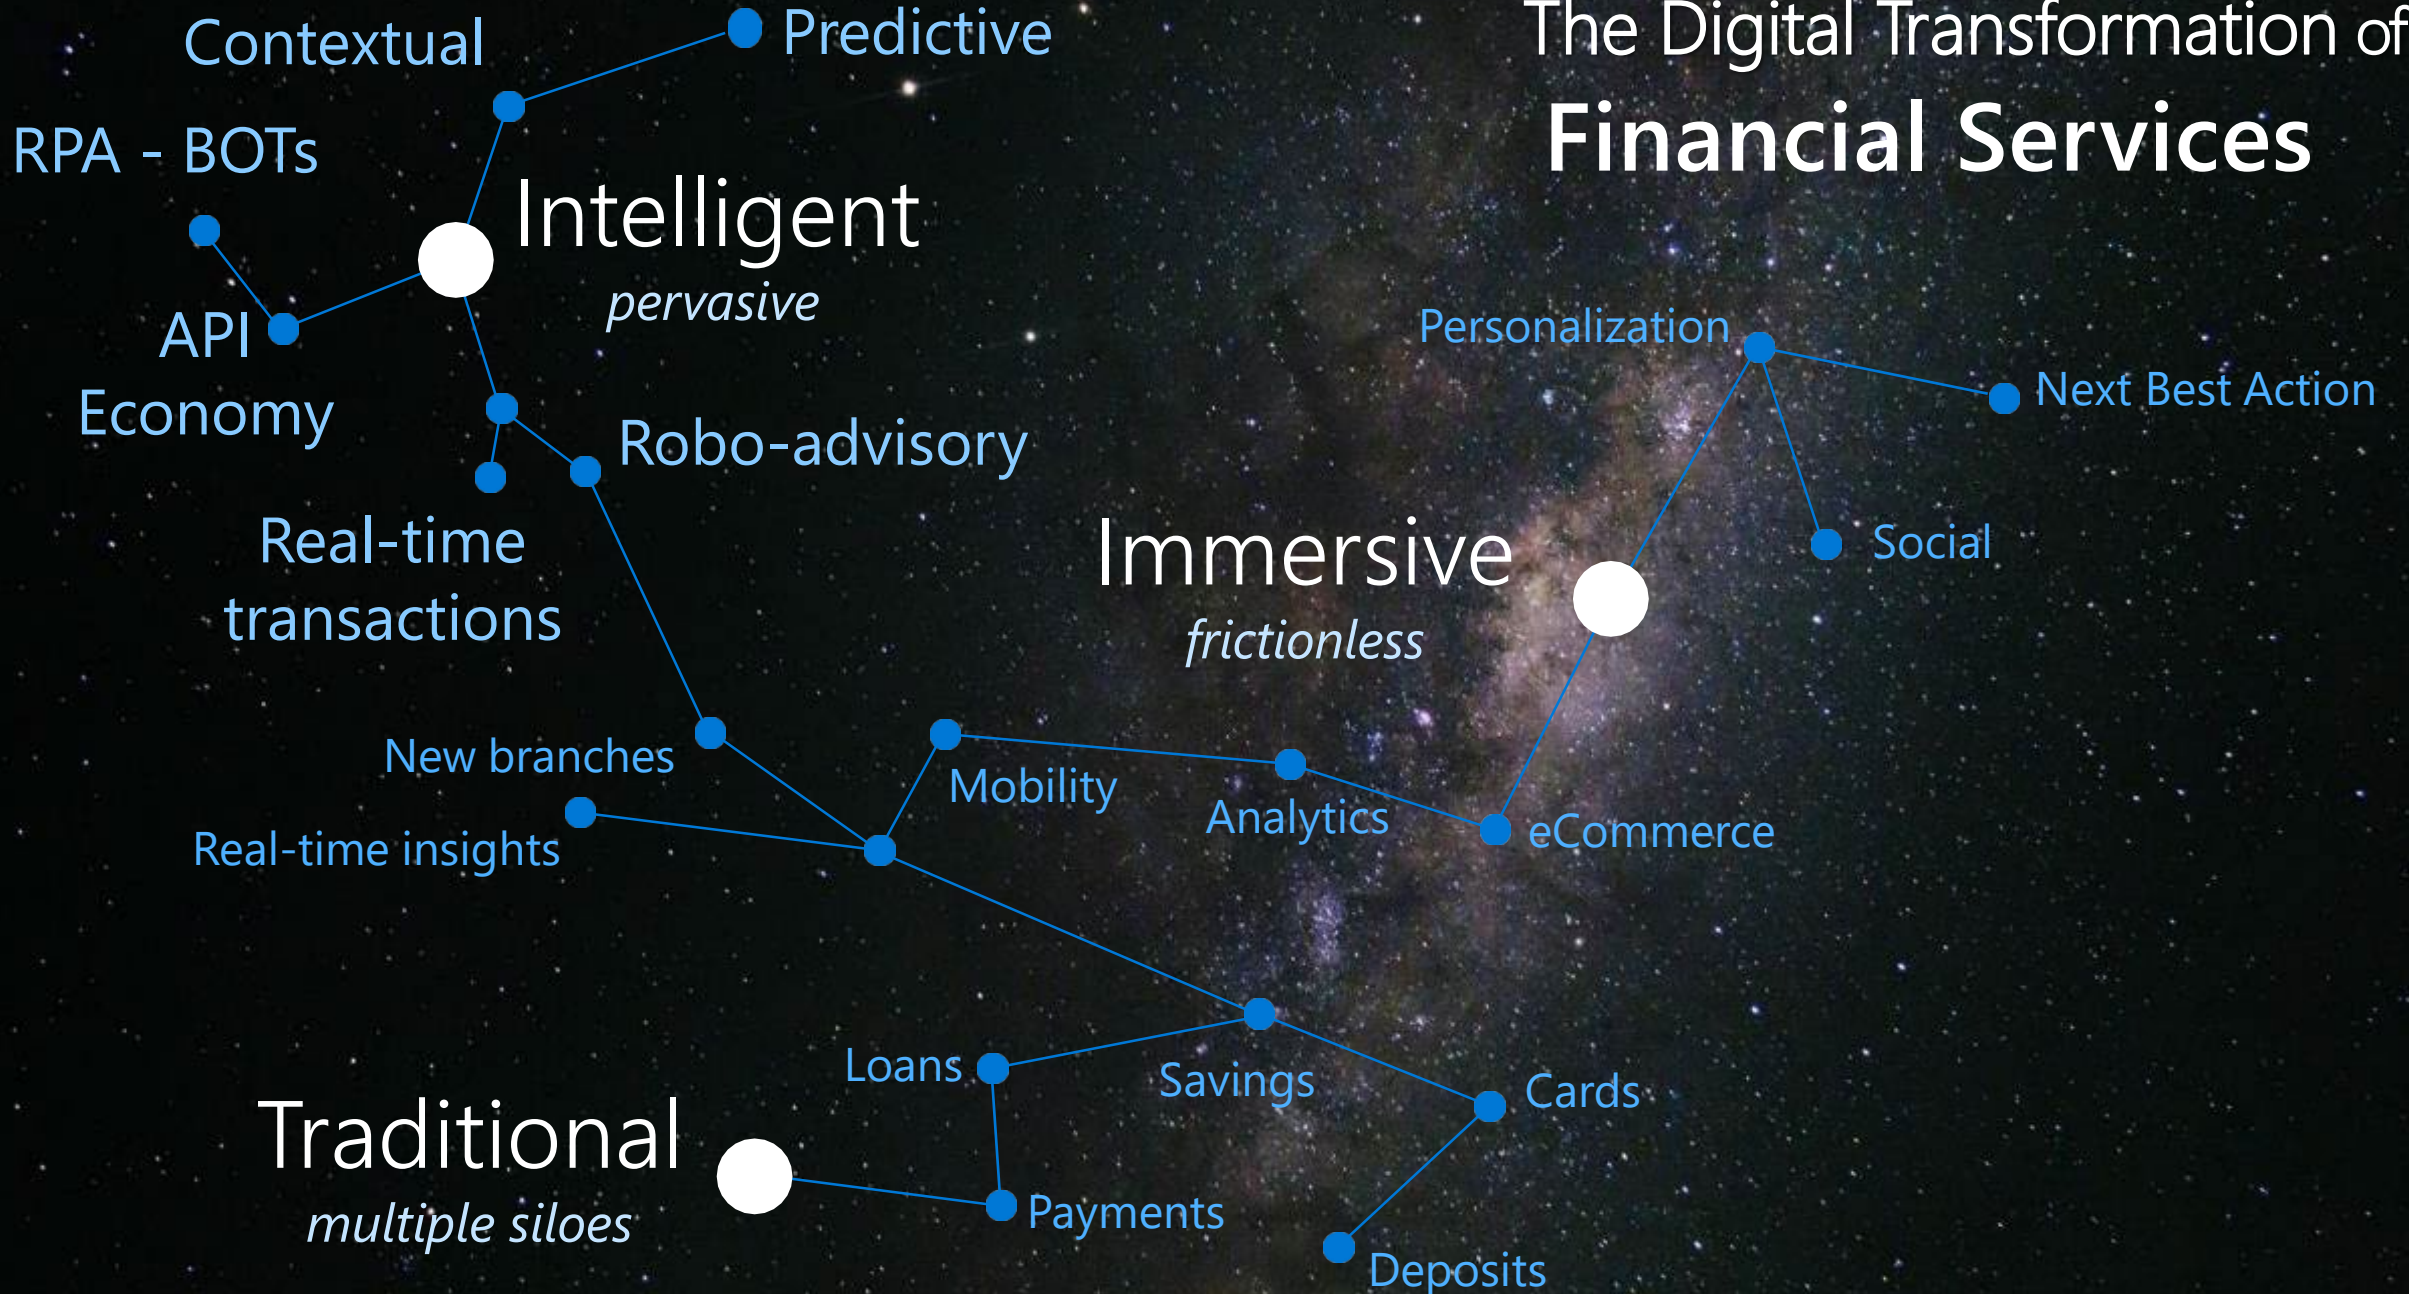 The Digital Transformation of
Financial Services
Contextual
Predictive
RPA - BOTs
Intelligent
pervasive
API
Economy
Robo-advisory
Real-time
transactions
Personalization
Next Best Action
Social
Immersive
frictionless
New branches
Real-time insights
Mobility
Analytics
eCommerce
Loans
Savings
Cards
Traditional
multiple siloes
Payments
Deposits